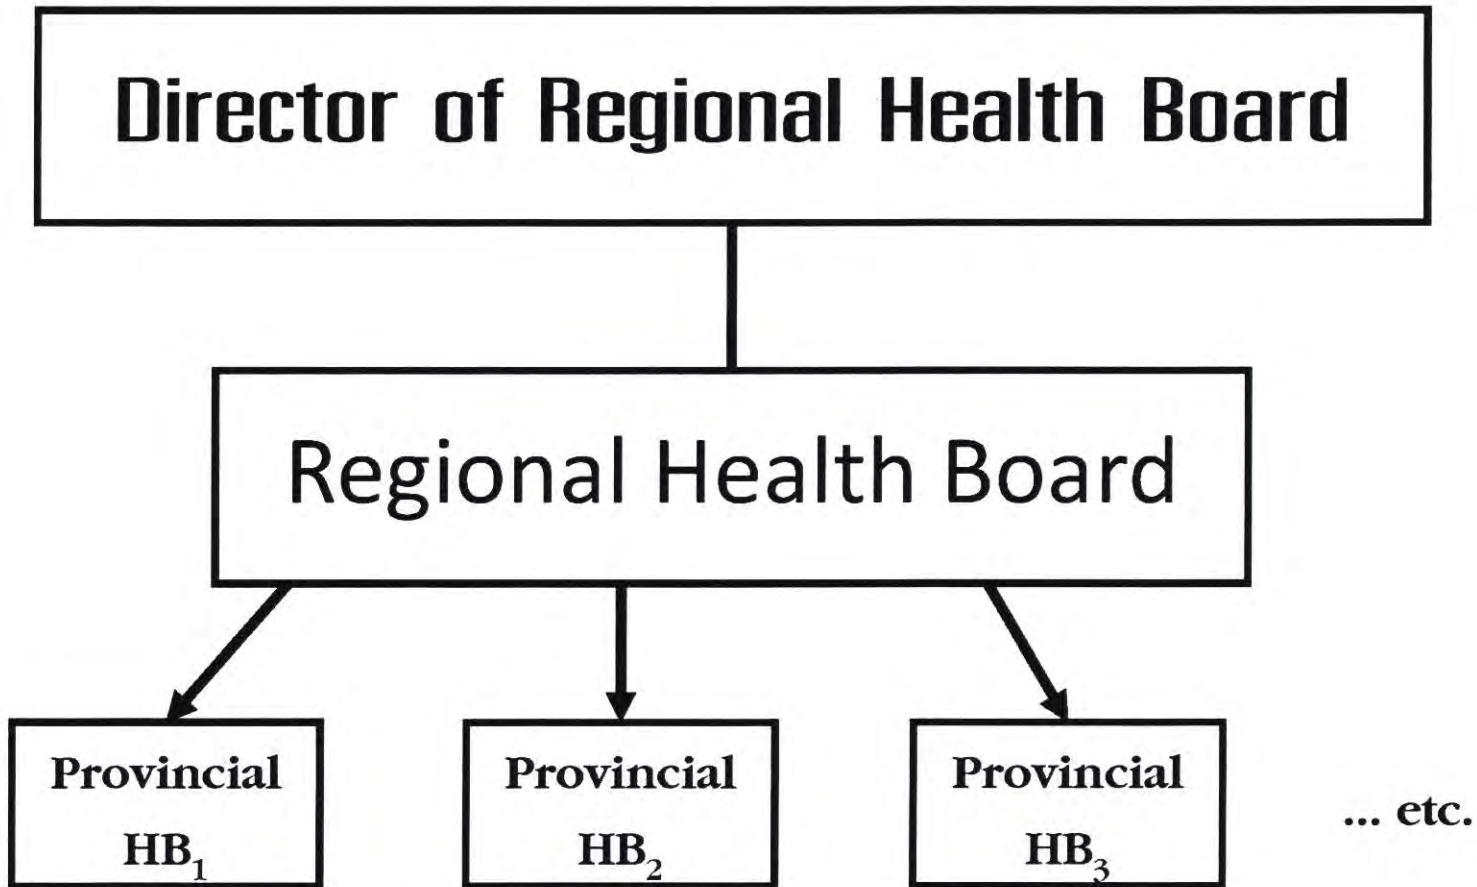 Director of Regional Health Board
Regional Health Board
Provincial
HB₁
Provincial
HB₂
Provincial
HB₃
... etc.